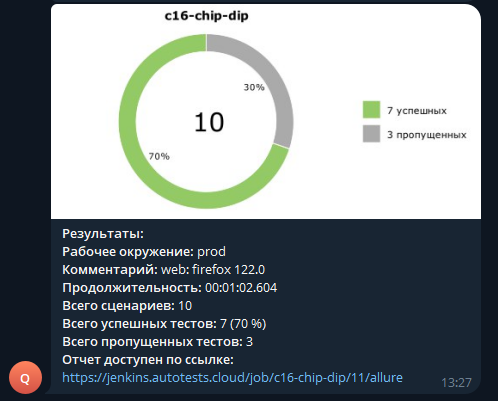 c16-chip-dip
30%
10
70%
7 успешных
3 пропущенных
Результаты:
Рабочее окружение: prod
Комментарий: web: firefox 122.0
Продолжительность: 00:01:02.604
Всего сценариев: 10
Всего успешных тестов: 7 (70 %)
Всего пропущенных тестов: 3
Отчет доступен по ссылке:
https://jenkins.autotests.cloud/job/c16-chip-dip/11/allure
Q
13:27